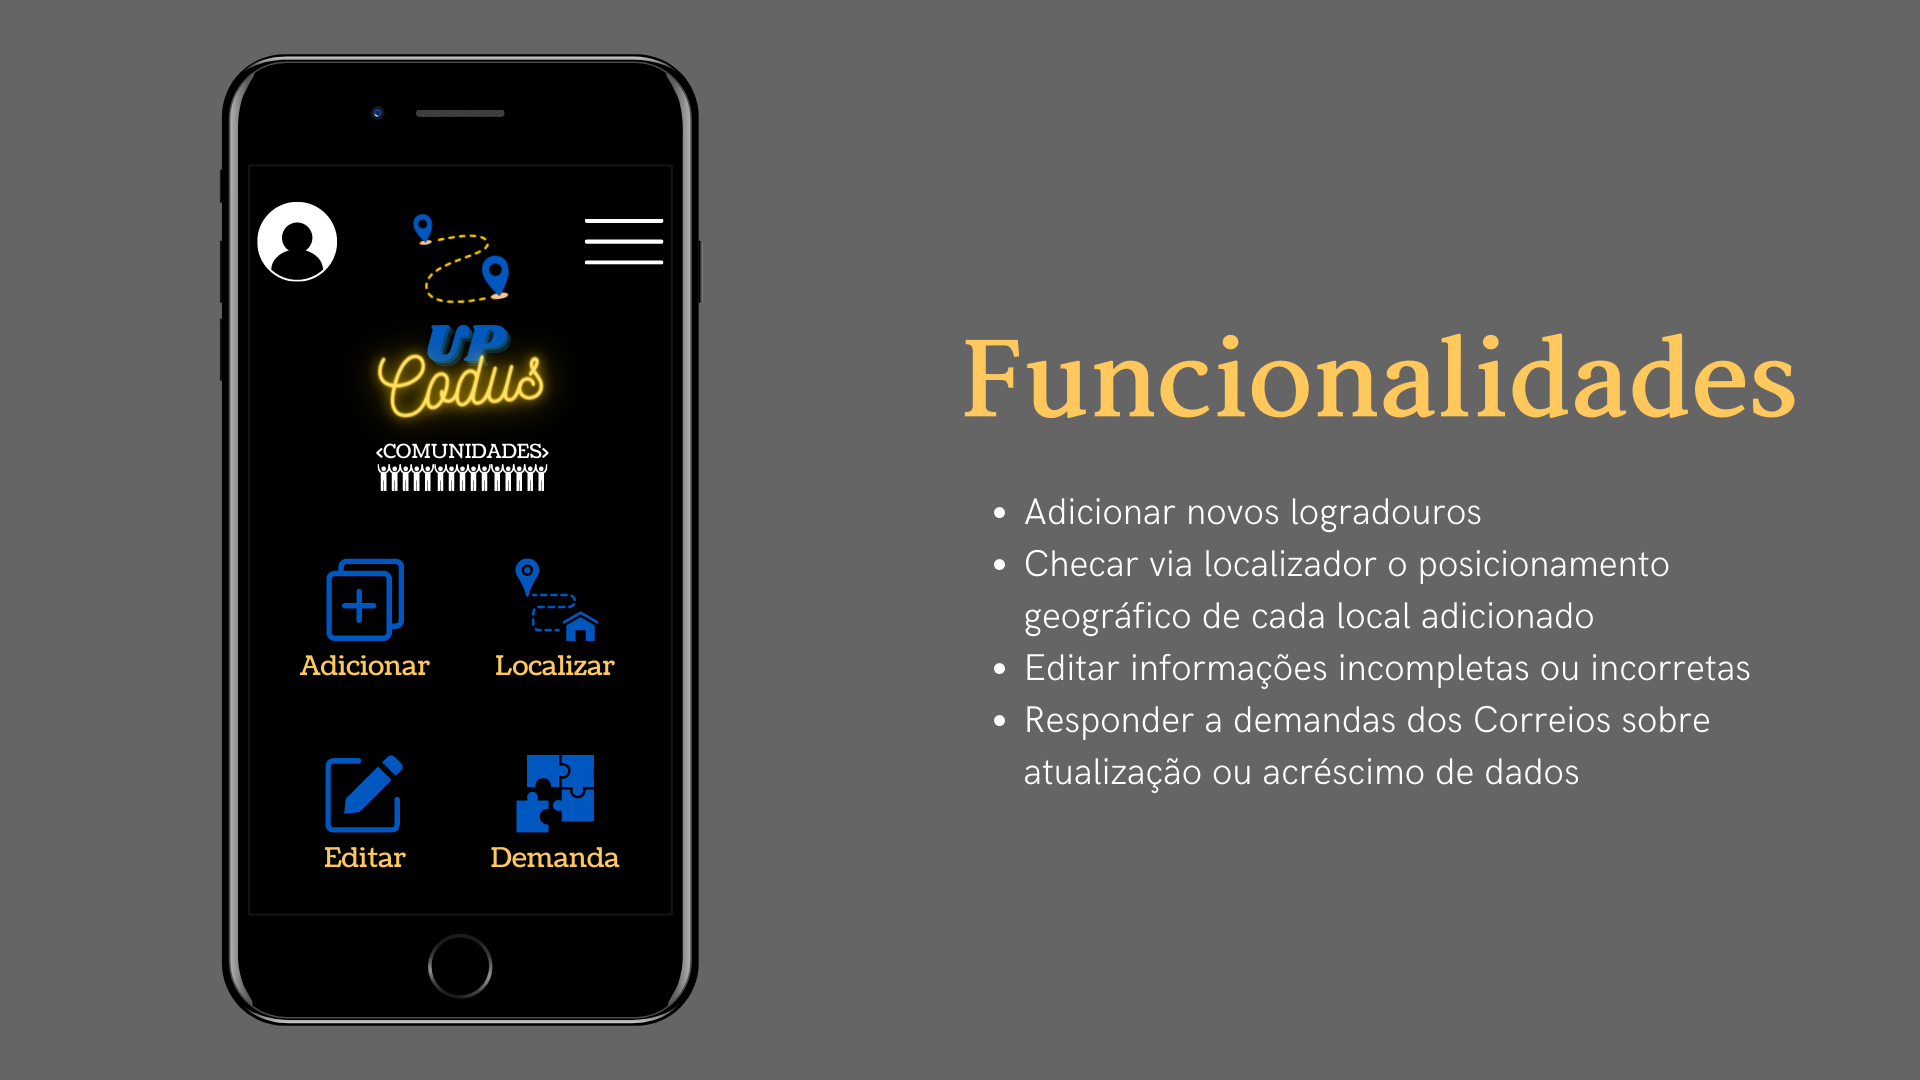 UP
Codus
<COMUNIDADES>
Adicionar
Localizar
Editar
Demanda
Funcionalidades
• Adicionar novos logradouros
• Checar via localizador o posicionamento
geográfico de cada local adicionado
• Editar informações incompletas ou incorretas
• Responder a demandas dos Correios sobre
atualização ou acréscimo de dados